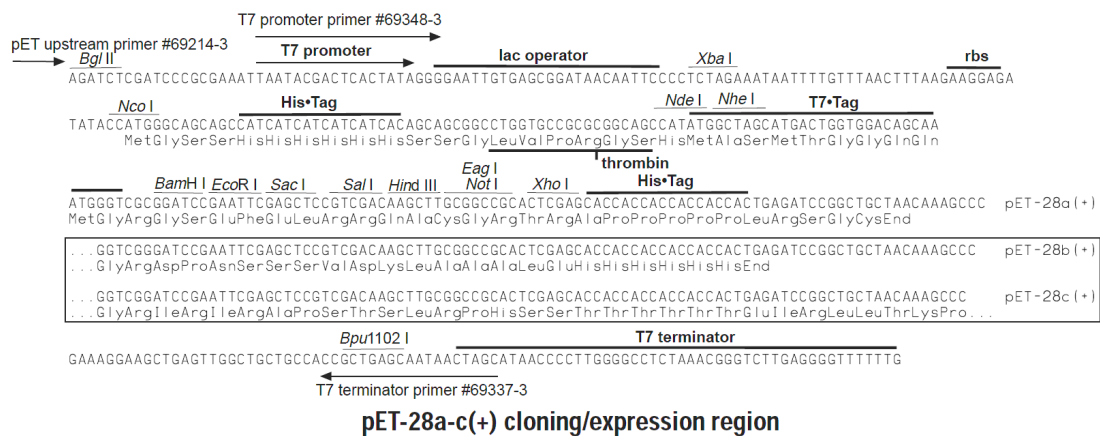 T7 promoter primer #69348-3
pET upstream primer #69214-3
Bgl II T7 promoter lac operator Xba I rbs
AGATCTCGATCCCGCGAAATTAATACGACTCACTATAGGGGAATTGTGAGCGGATAACAATTCCCCTCTAGAAATAATTTTGTTTAACTTTAAGAAGGAGA
Nco I His•Tag Nde I Nhe I T7•Tag
TATACCATGGGCAGCAGCCATCATCATCATCATCACAGCAGCGGCCTGGTGCCGCGCGGCAGCCATATGGCTAGCATGACTGGTGGACAGCAA
MetGlySerSerHisHisHisHisHisHisSerSerGlyLeuValProArgGlySerHisMetAlaSerMetThrGlyGlyGlnGln
thrombin
BamH I EcoR I Sac I Sal I Hind III Eag I Not I Xho I His•Tag
ATGGGTCGCGGATCCGAATTCGAGCTCCGTCGACAAGCTTGCGGCCGCACTCGAGCACCACCACCACCACCACTGAGATCCGGCTGCTAACAAAGCCC pET-28a(+)
MetGlyArgGlySerGluPheGluLeuArgArgGlnAlaCysGlyArgThrArgAlaProProProProProProLeuArgSerGlyCysEnd
...GGTCGGGATCCGAATTCGAGCTCCGTCGACAAGCTTGCGGCCGCACTCGAGCACCACCACCACCACCACTGAGATCCGGCTGCTAACAAAGCCC pET-28b(+)
...GlyArgAspProAsnSerSerSerValAspLysLeuAlaAlaAlaLeuGluHisHisHisHisHisHisEnd
...GGTCGGATCCGAATTCGAGCTCCGTCGACAAGCTTGCGGCCGCACTCGAGCACCACCACCACCACCACTGAGATCCGGCTGCTAACAAAGCCC pET-28c(+)
...GlyArgIleArgIleArgAlaProSerThrSerLeuArgProHisSerSerThrThrThrThrThrThrGluIleArgLeuLeuThrLysPro...
Bpu1102 I T7 terminator
GAAAGGAAGCTGAGTTGGCTGCTGCCACCGCTGAGCAATAACTAGCATAACCCCTTGGGGCCTCTAAACGGGTCTTGAGGGGTTTTTTG
T7 terminator primer #69337-3
pET-28a-c(+) cloning/expression region